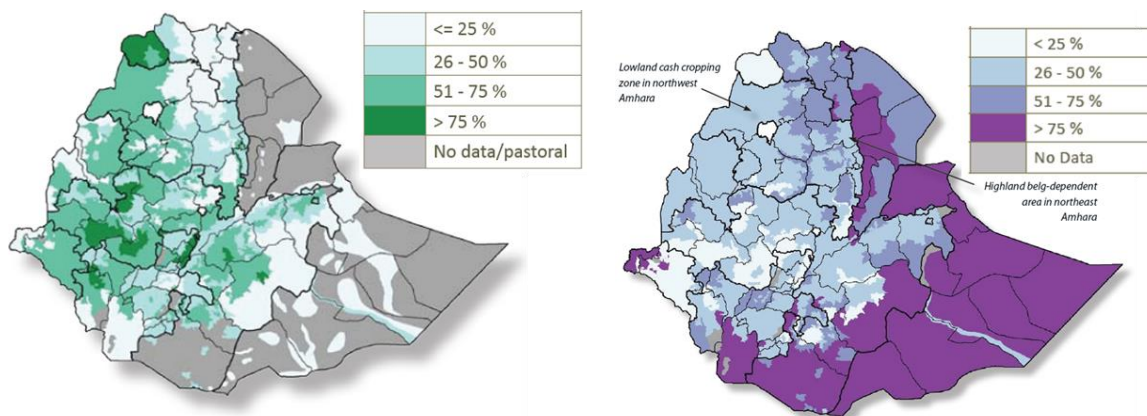 <= 25 %
26 - 50 %
51 - 75 %
> 75 %
No data/pastoral
Lowland cash cropping
zone in northwest
Amhara
< 25 %
26 - 50 %
51 - 75 %
> 75 %
No Data
Highland belg-dependent
area in northeast
Amhara